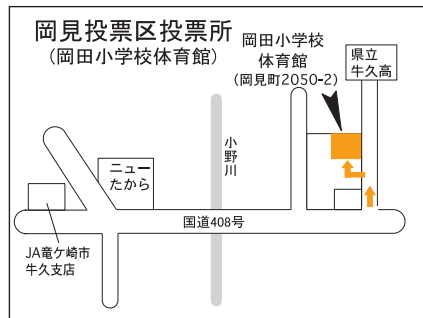 岡見投票区投票所
(岡田小学校体育館)
岡田小学校
体育館
(岡見町2050-2)
県立
牛久高
小野川
ニュー
たから
国道408号
JA竜ケ崎市
牛久支店